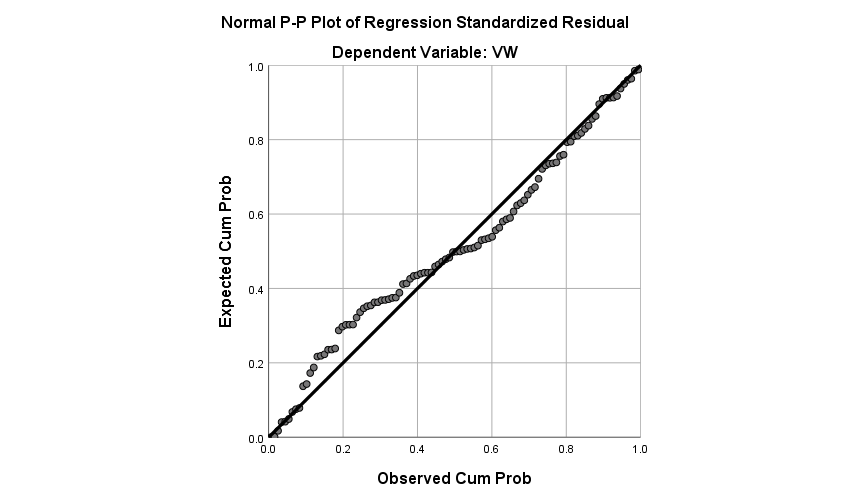 Normal P-P Plot of Regression Standardized Residual
Dependent Variable: VW
1.0
0.8
0.6
0.4
0.2
0.0
Expected Cum Prob
0.0 0.2 0.4 0.6 0.8 1.0
Observed Cum Prob